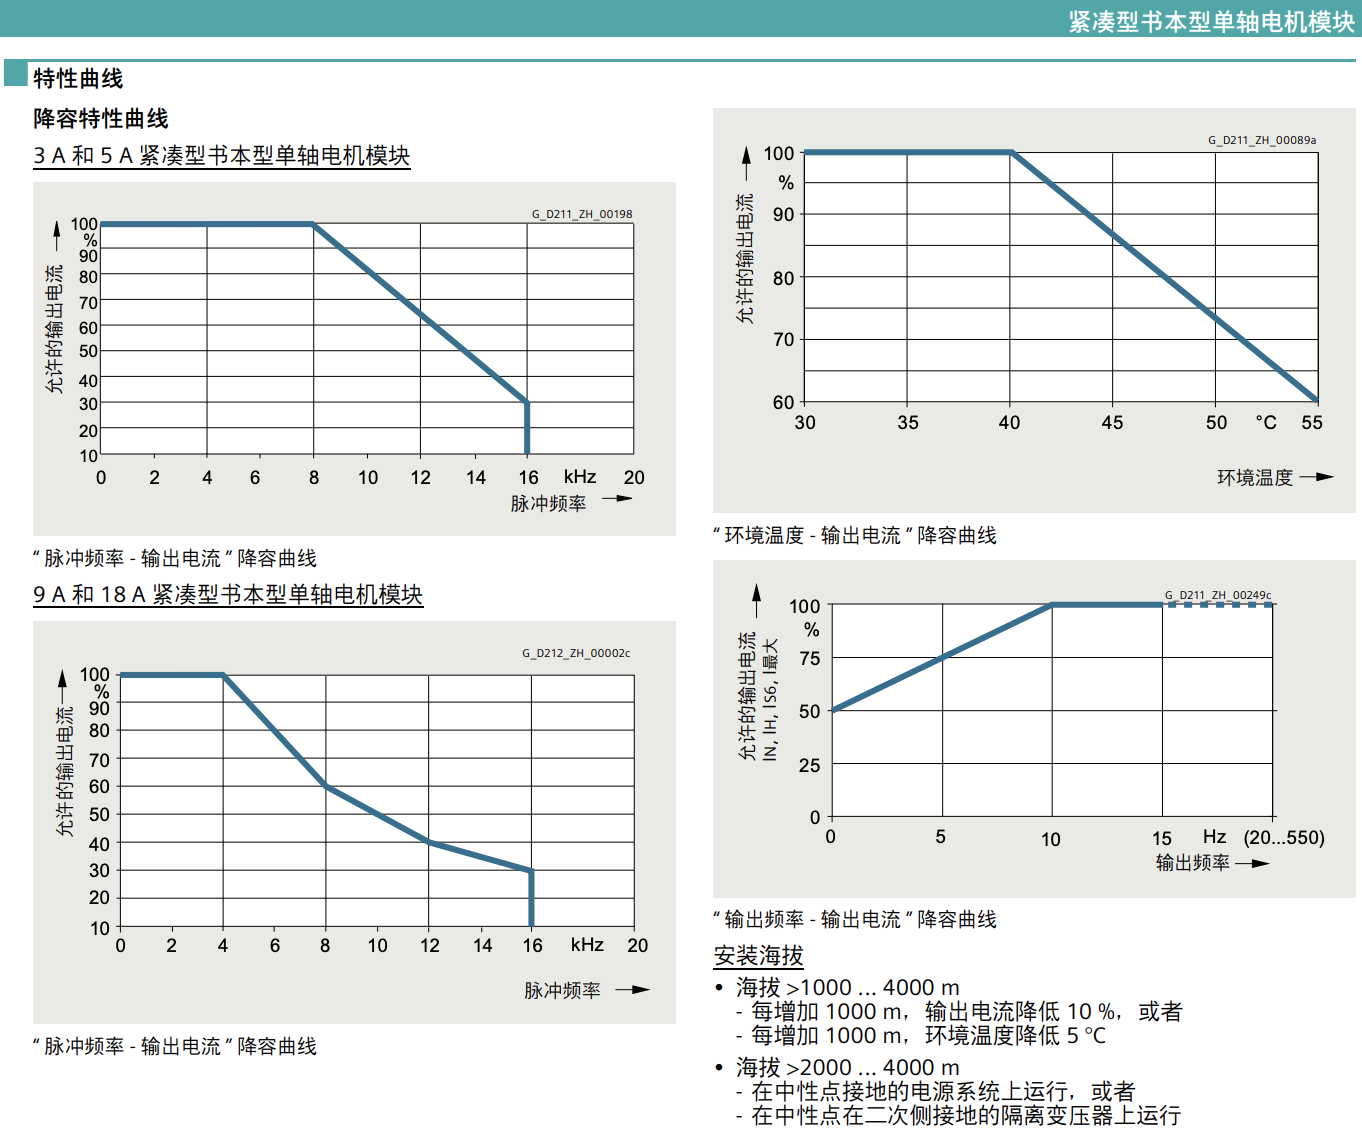 紧凑型书本型单轴电机模块
特性曲线
降容特性曲线
3 A 和 5 A 紧凑型书本型单轴电机模块
G_D211_ZH_00198
允许的输出电流
100
%
90
80
70
60
50
40
30
20
10
0 2 4 6 8 10 12 14 16 kHz 20
脉冲频率
“ 脉冲频率 - 输出电流 ” 降容曲线
9 A 和 18 A 紧凑型书本型单轴电机模块
G_D212_ZH_00002c
允许的输出电流
100
%
90
80
70
60
50
40
30
20
10
0 2 4 6 8 10 12 14 16 kHz 20
脉冲频率
“ 脉冲频率 - 输出电流 ” 降容曲线
G_D211_ZH_00089a
允许的输出电流
100
%
90
80
70
60
30 35 40 45 50 °C 55
环境温度
“ 环境温度 - 输出电流 ” 降容曲线
G_D211_ZH_00249c
允许的输出电流
IN, IH, IS6, I最大
100
%
75
50
25
0
0 5 10 15 Hz (20...550)
输出频率
“ 输出频率 - 输出电流 ” 降容曲线
安装海拔
• 海拔 >1000 ... 4000 m
- 每增加 1000 m，输出电流降低 10 %，或者
- 每增加 1000 m，环境温度降低 5 °C
• 海拔 >2000 ... 4000 m
- 在中性点接地的电源系统上运行，或者
- 在中性点在二次侧接地的隔离变压器上运行